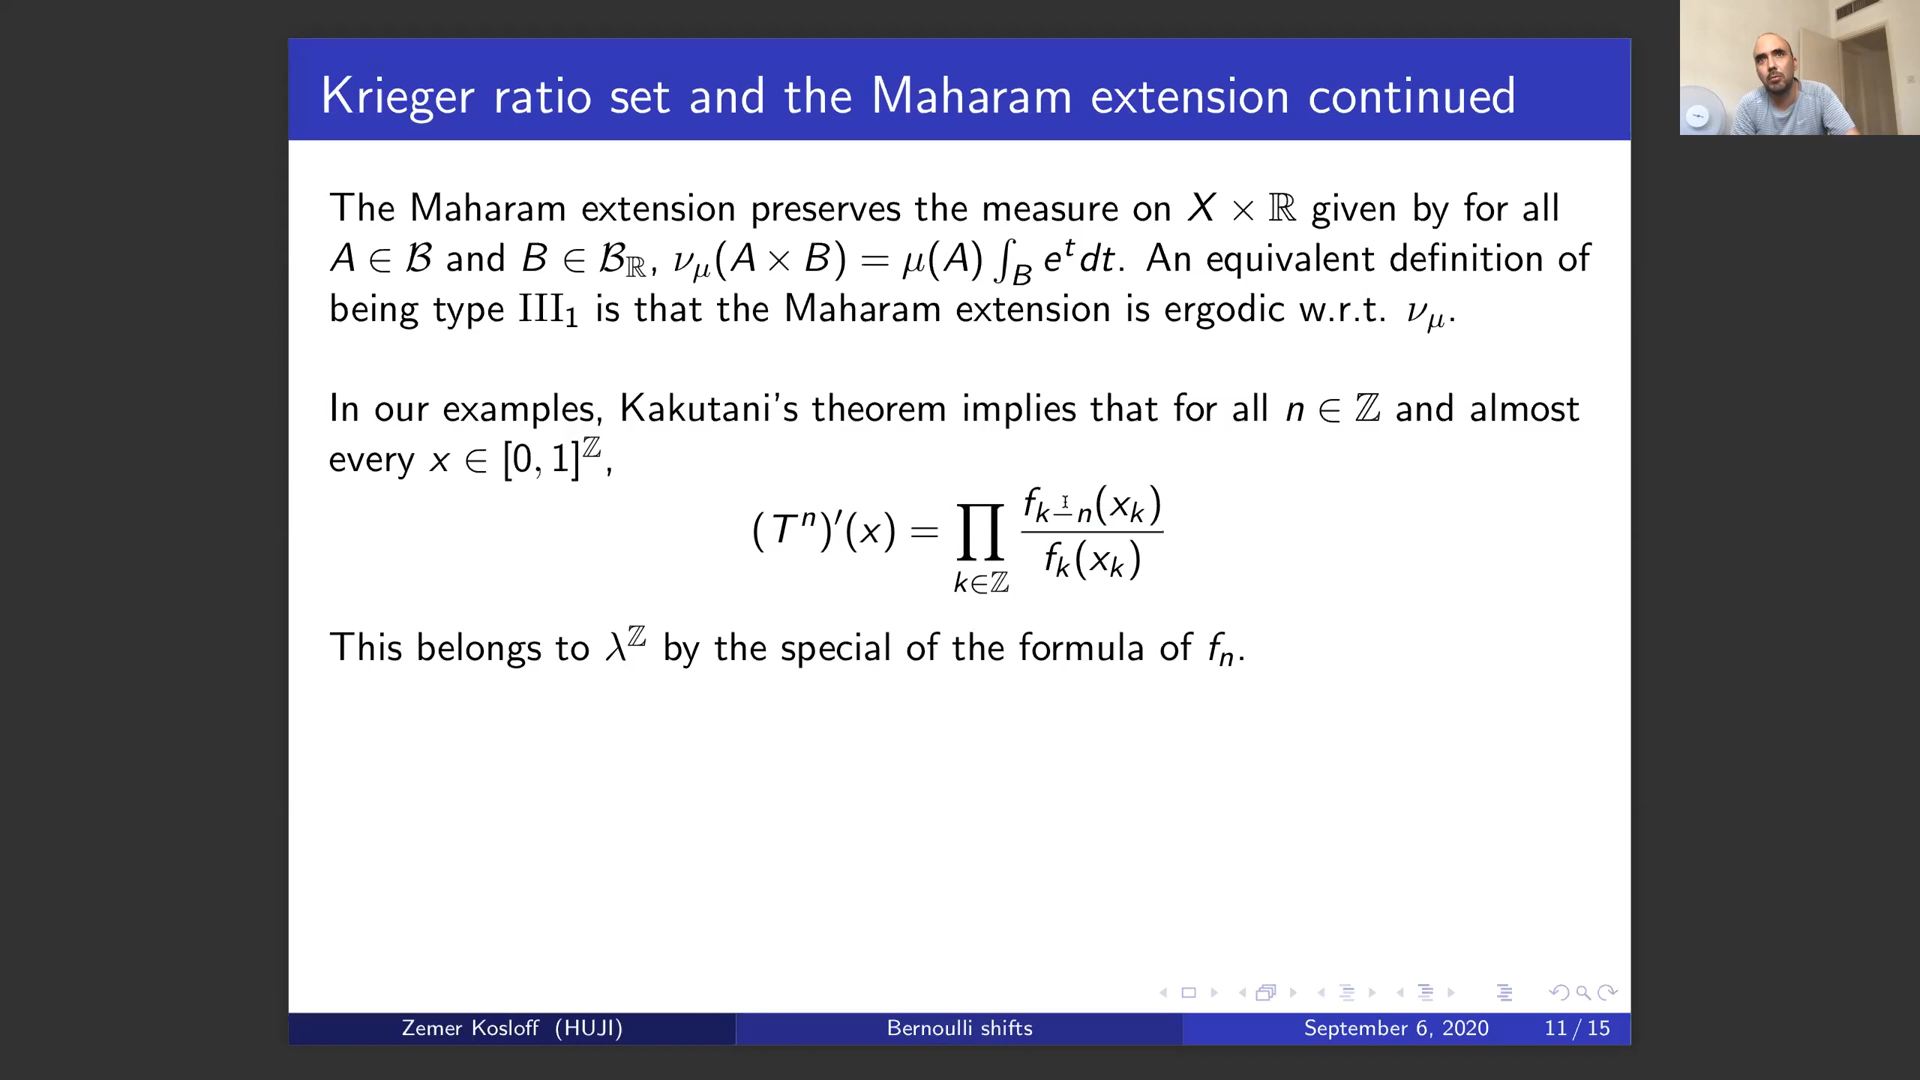 Krieger ratio set and the Maharam extension continued
The Maharam extension preserves the measure on X × ℝ given by for all
A ∈ ℬ and B ∈ ℬ_ℝ, ν_μ(A × B) = μ(A) ∫_B e^t dt. An equivalent definition of
being type III₁ is that the Maharam extension is ergodic w.r.t. ν_μ.
In our examples, Kakutani's theorem implies that for all n ∈ ℤ and almost
every x ∈ [0, 1]^ℤ,
(T^n)′(x) = ∏_{k∈ℤ} f_{k−n}(x_k) / f_k(x_k)
This belongs to λ^ℤ by the special of the formula of f_n.
Zemer Kosloff (HUJI) Bernoulli shifts September 6, 2020 11 / 15